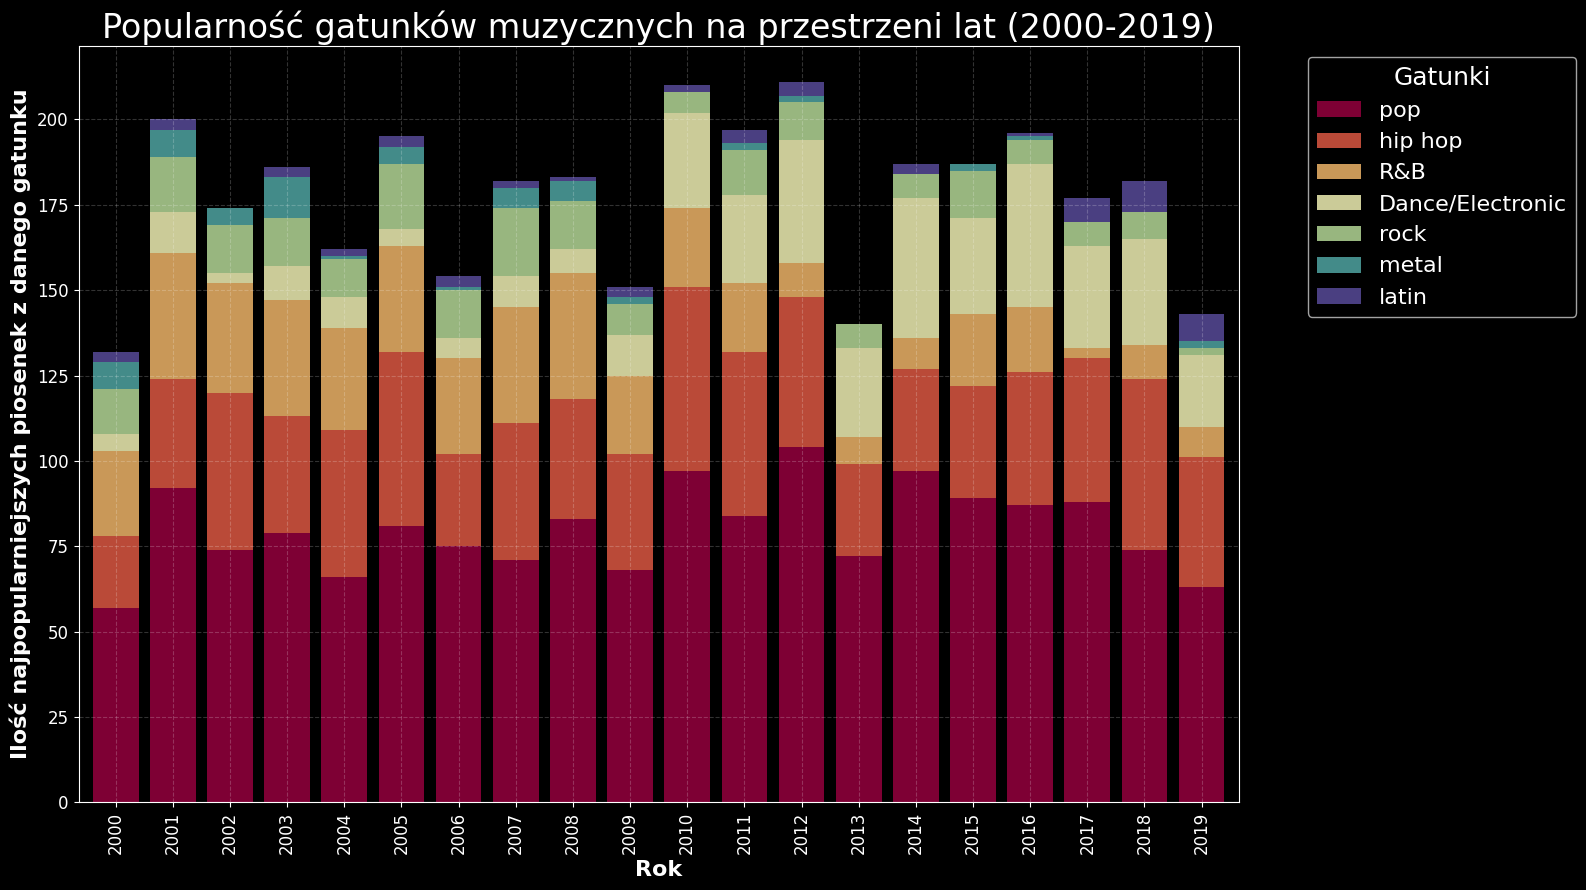 Popularność gatunków muzycznych na przestrzeni lat (2000-2019)
Ilość najpopularniejszych piosenek z danego gatunku
200
175
150
125
100
75
50
25
0
2000
2001
2002
2003
2004
2005
2006
2007
2008
2009
2010
2011
2012
2013
2014
2015
2016
2017
2018
2019
Rok
Gatunki
pop
hip hop
R&B
Dance/Electronic
rock
metal
latin